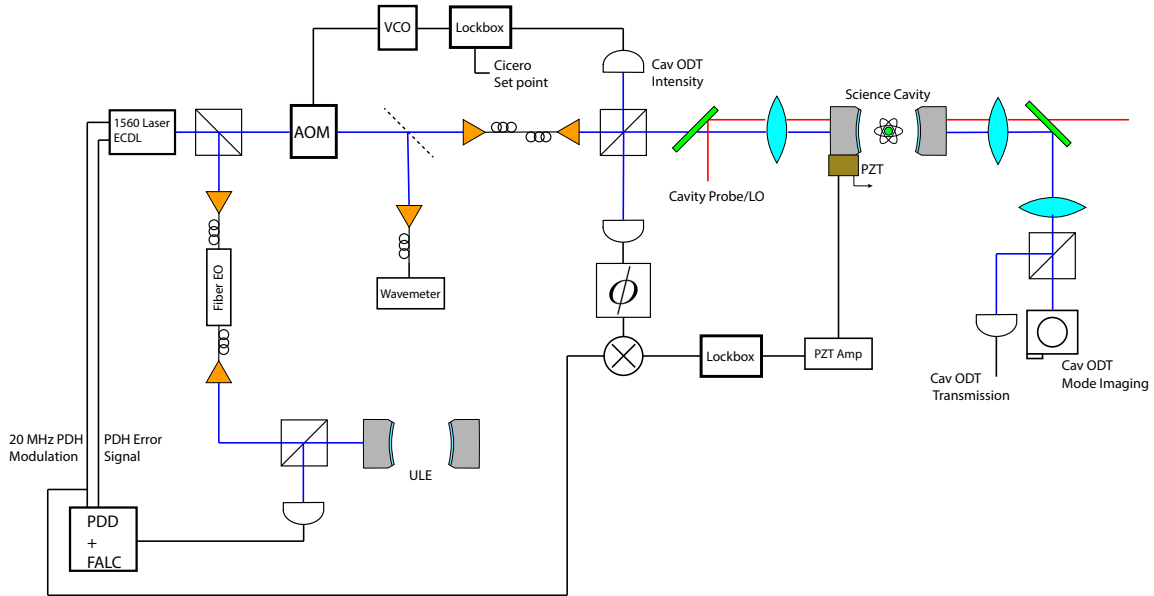 VCO
Lockbox
Cicero
Set point
Cav ODT
Intensity
1560 Laser
ECDL
AOM
Science Cavity
PZT
Cavity Probe/LO
Fiber EO
Wavemeter
ϕ
Lockbox
PZT Amp
Cav ODT
Transmission
Cav ODT
Mode Imaging
20 MHz PDH
Modulation
PDH Error
Signal
ULE
PDD
+
FALC